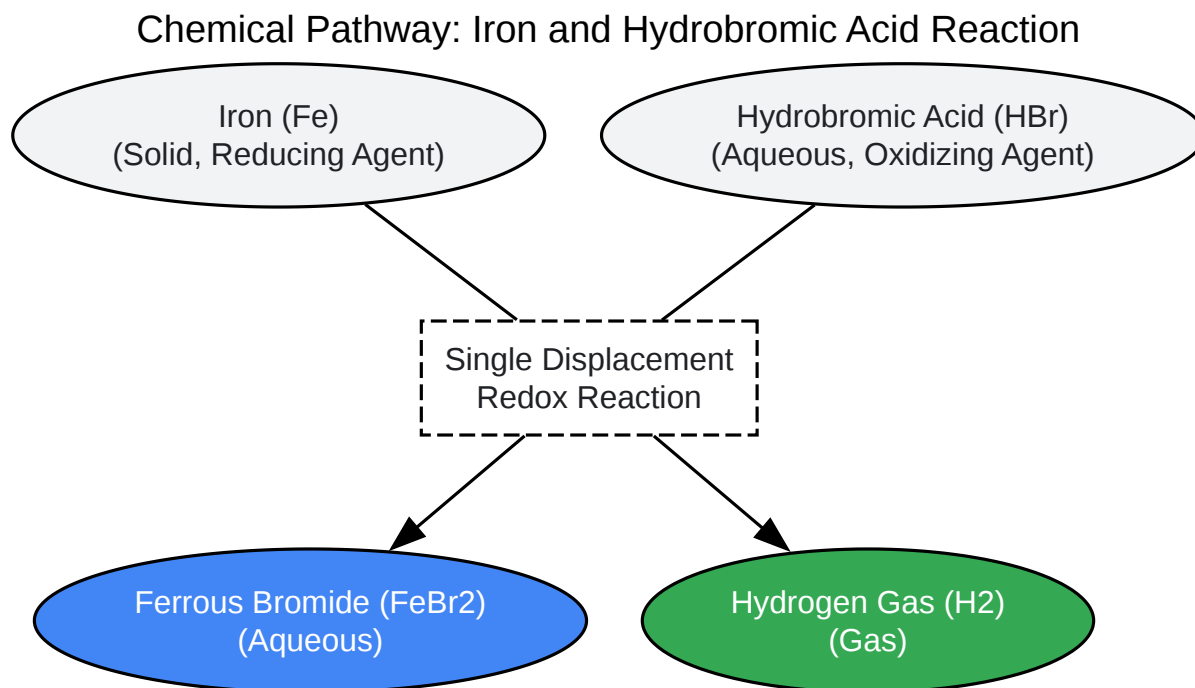 Chemical Pathway: Iron and Hydrobromic Acid Reaction
Iron (Fe)
(Solid, Reducing Agent)
Hydrobromic Acid (HBr)
(Aqueous, Oxidizing Agent)
Single Displacement
Redox Reaction
Ferrous Bromide (FeBr2)
(Aqueous)
Hydrogen Gas (H2)
(Gas)